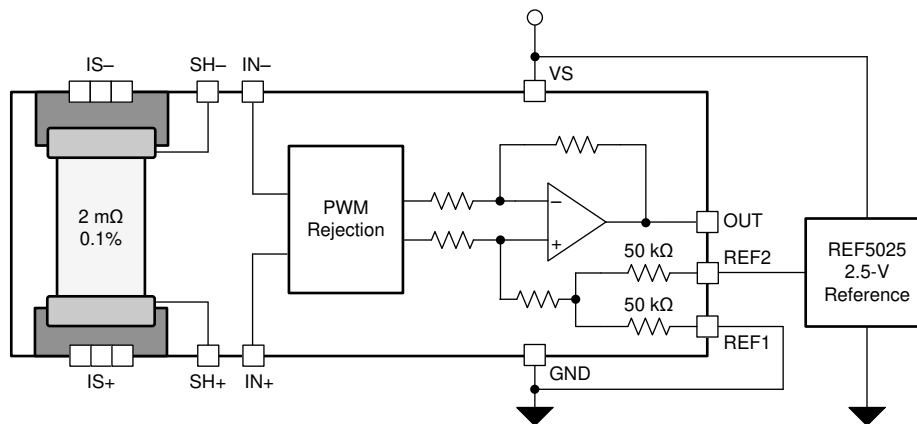 IS–
SH–
IN–
VS
2 mΩ
0.1%
PWM
Rejection
–
+
OUT
50 kΩ
REF2
50 kΩ
REF1
REF5025
2.5-V
Reference
GND
IS+
SH+
IN+